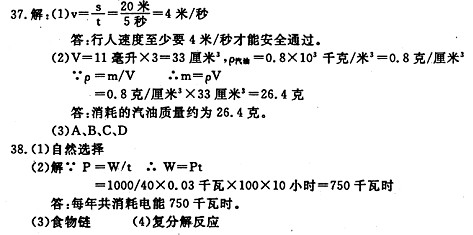 37.解:(1)v=s/t=20米/5秒=4米/秒
答:行人速度至少要4米/秒才能安全通过。
(2)V=11毫升×3=33厘米³,ρ汽油=0.8×10³千克/米³=0.8克/厘米³
∵ρ=m/V ∴m=ρV
=0.8克/厘米³×33厘米³=26.4克
答:消耗的汽油质量约为26.4克。
(3)A、B、C、D
38.(1)自然选择
(2)解∵ P=W/t ∴ W=Pt
=1000/40×0.03千瓦×100×10小时=750千瓦时
答:每年共消耗电能750千瓦时。
(3)食物链 (4)复分解反应